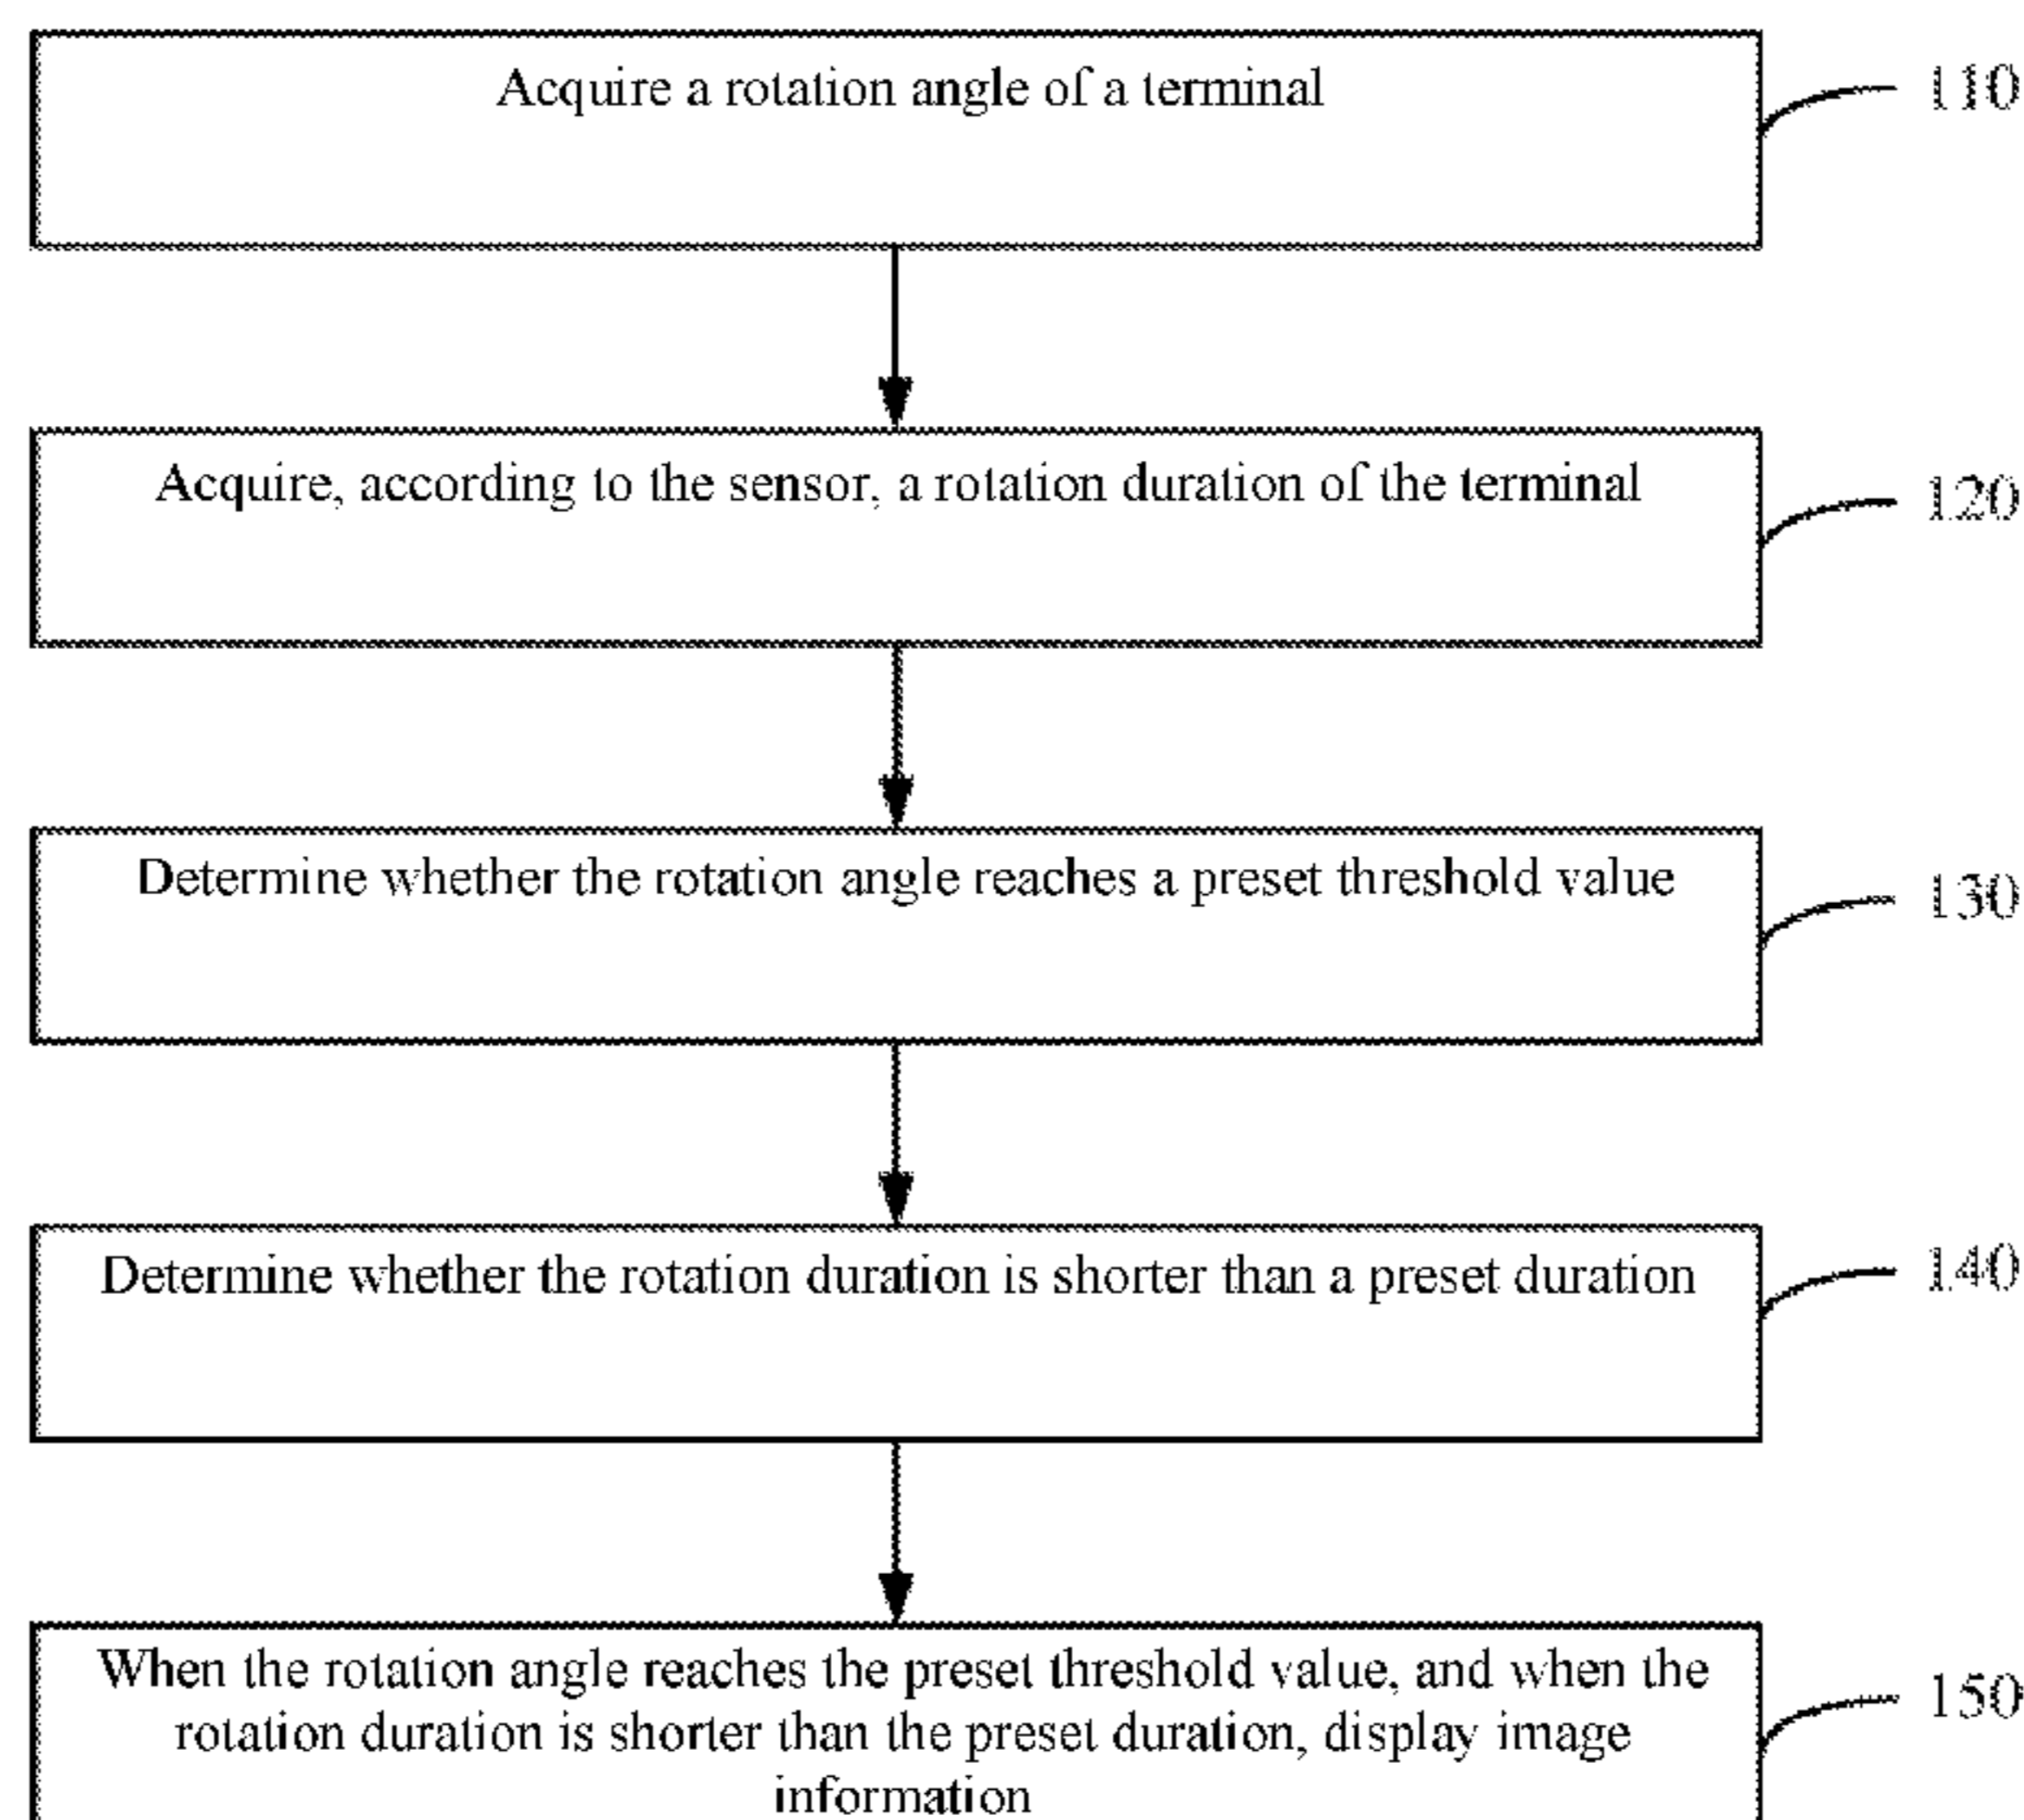 Acquire a rotation angle of a terminal
110
Acquire, according to the sensor, a rotation duration of the terminal
120
Determine whether the rotation angle reaches a preset threshold value
130
Determine whether the rotation duration is shorter than a preset duration
140
When the rotation angle reaches the preset threshold value, and when the
rotation duration is shorter than the preset duration, display image
information
150